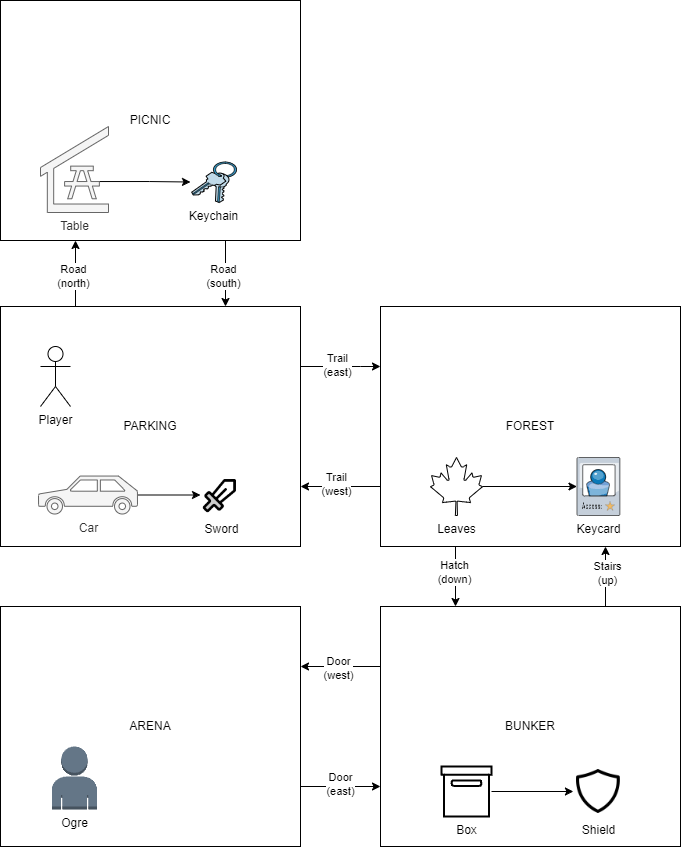 PICNIC
Table
Keychain
Road
(north)
Road
(south)
Player
PARKING
Car
Sword
Trail
(east)
Trail
(west)
FOREST
Leaves
Keycard
Access:
Hatch
(down)
Stairs
(up)
ARENA
Ogre
Door
(west)
Door
(east)
BUNKER
Box
Shield